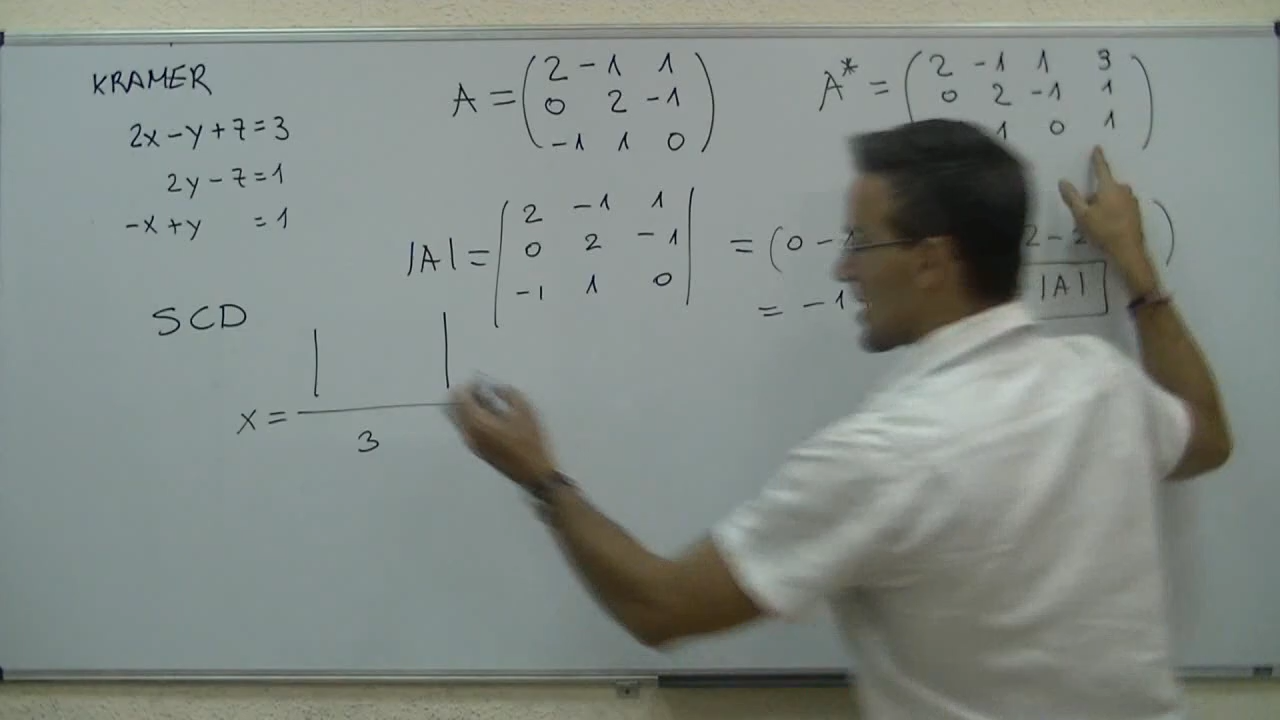 KRAMER
2x - y + z = 3
2y - z = 1
-x + y = 1
SCD
A = ( 2 -1 1
0 2 -1
-1 1 0 )
A* = ( 2 -1 1 3
0 2 -1 1
1 0 1 )
|A| = | 2 -1 1
0 2 -1
-1 1 0 | = (0 - 1 2 - 2 )
= -1 |A|
x = | |
3